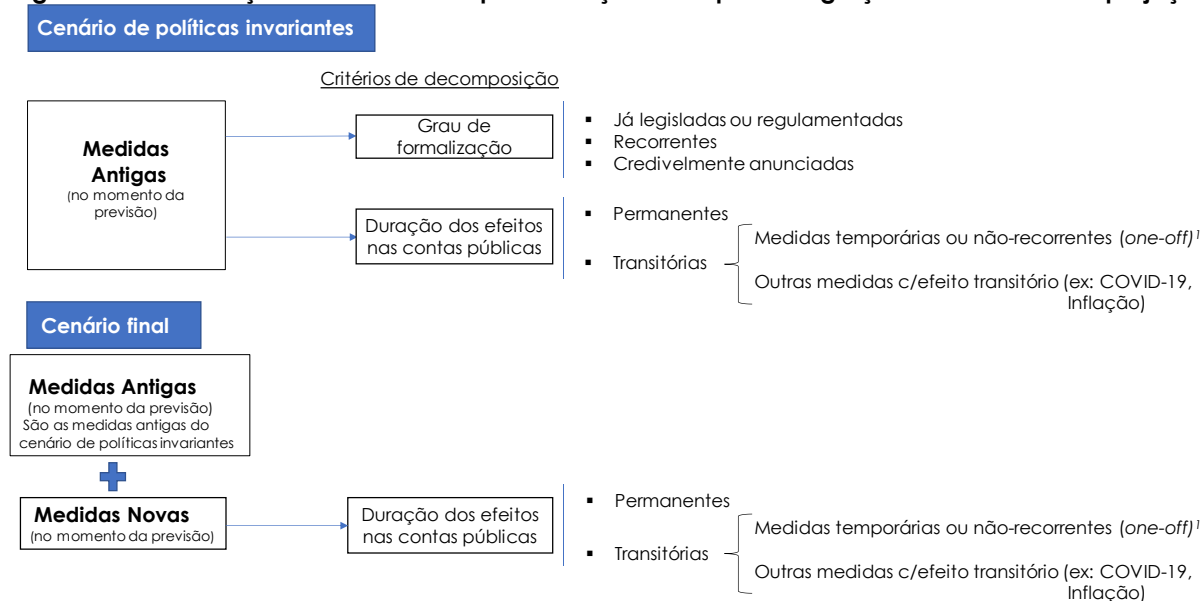 Cenário de políticas invariantes
Critérios de decomposição
Medidas
Antigas
(no momento da
previsão)
Grau de
formalização
▪ Já legisladas ou regulamentadas
▪ Recorrentes
▪ Credivelmente anunciadas
Duração dos efeitos
nas contas públicas
▪ Permanentes
▪ Transitórias
Medidas temporárias ou não-recorrentes (one-off)¹
Outras medidas c/efeito transitório (ex: COVID-19,
Inflação)
Cenário final
Medidas Antigas
(no momento da previsão)
São as medidas antigas do
cenário de políticas invariantes
Medidas Novas
(no momento da previsão)
Duração dos efeitos
nas contas públicas
▪ Permanentes
▪ Transitórias
Medidas temporárias ou não-recorrentes (one-off)¹
Outras medidas c/efeito transitório (ex: COVID-19,
Inflação)